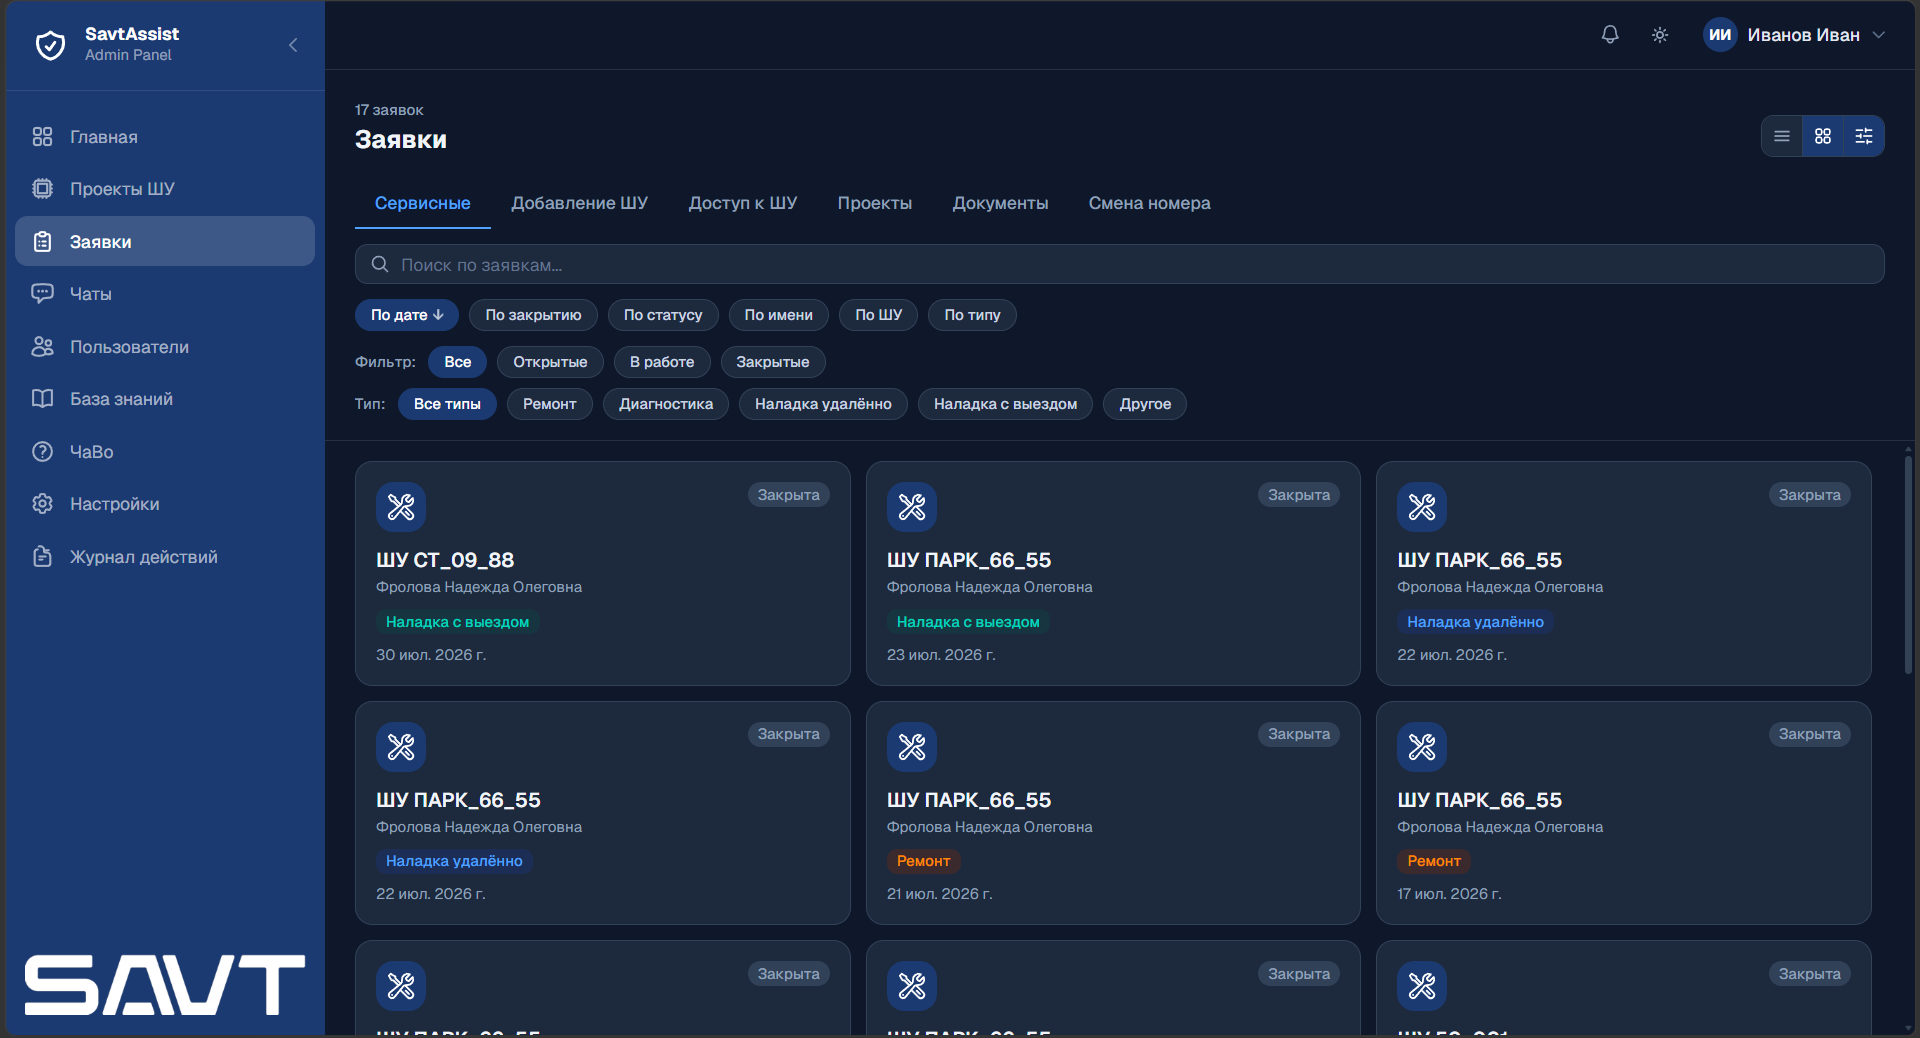 SavtAssist
Admin Panel
Главная
Проекты ШУ
Заявки
Чаты
Пользователи
База знаний
ЧаВо
Настройки
Журнал действий
SAVT
ИИ Иванов Иван
17 заявок
Заявки
Сервисные Добавление ШУ Доступ к ШУ Проекты Документы Смена номера
Поиск по заявкам...
По дате ↓ По закрытию По статусу По имени По ШУ По типу
Фильтр: Все Открытые В работе Закрытые
Тип: Все типы Ремонт Диагностика Наладка удалённо Наладка с выездом Другое
Закрыта
ШУ СТ_09_88
Фролова Надежда Олеговна
Наладка с выездом
30 июл. 2026 г.
Закрыта
ШУ ПАРК_66_55
Фролова Надежда Олеговна
Наладка с выездом
23 июл. 2026 г.
Закрыта
ШУ ПАРК_66_55
Фролова Надежда Олеговна
Наладка удалённо
22 июл. 2026 г.
Закрыта
ШУ ПАРК_66_55
Фролова Надежда Олеговна
Наладка удалённо
22 июл. 2026 г.
Закрыта
ШУ ПАРК_66_55
Фролова Надежда Олеговна
Ремонт
21 июл. 2026 г.
Закрыта
ШУ ПАРК_66_55
Фролова Надежда Олеговна
Ремонт
17 июл. 2026 г.
Закрыта
Закрыта
Закрыта